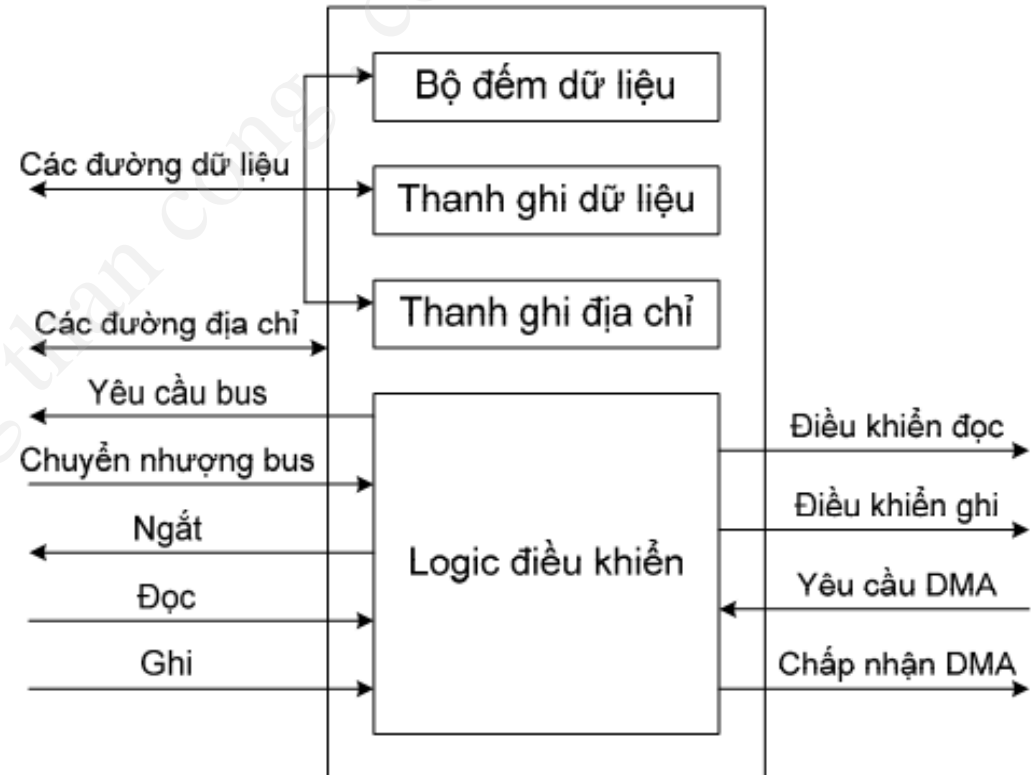 Bộ đếm dữ liệu
Các đường dữ liệu
Thanh ghi dữ liệu
Thanh ghi địa chỉ
Các đường địa chỉ
Yêu cầu bus
Chuyển nhượng bus
Ngắt
Đọc
Ghi
Logic điều khiển
Điều khiển đọc
Điều khiển ghi
Yêu cầu DMA
Chấp nhận DMA
than cong